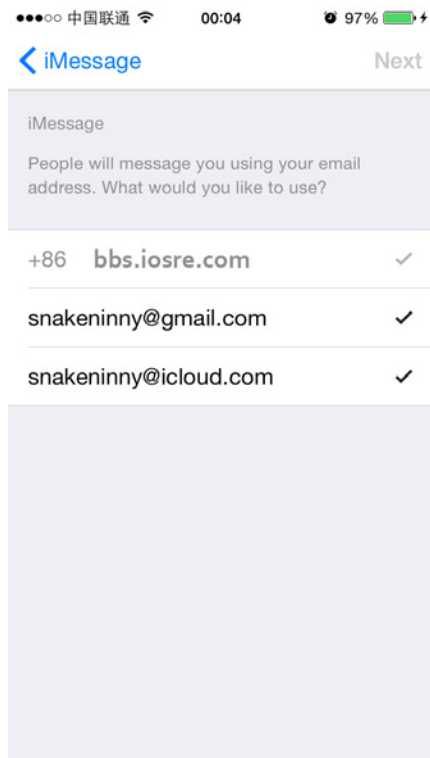 中国联通 00:04 97%
iMessage Next
iMessage
People will message you using your email
address. What would you like to use?
+86 bbs.iosre.com
snakeninny@gmail.com
snakeninny@icloud.com